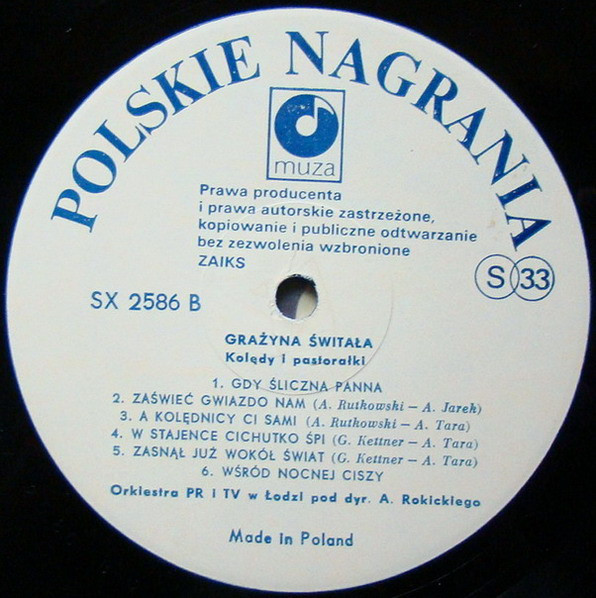 POLSKIE NAGRANIA
muza
Prawa producenta
i prawa autorskie zastrzeżone,
kopiowanie i publiczne odtwarzanie
bez zezwolenia wzbronione
ZAIKS
S 33
SX 2586 B
GRAŻYNA ŚWITAŁA
Kolędy i pastorałki
1. GDY ŚLICZNA PANNA
2. ZAŚWIEĆ GWIAZDO NAM (A. Rutkowski — A. Jarek)
3. A KOLĘDNICY CI SAMI (A. Rutkowski — A. Tara)
4. W STAJENCE CICHUTKO ŚPI (G. Kettner — A. Tara)
5. ZASNĄŁ JUŻ WOKÓŁ ŚWIAT (G. Kettner — A. Tara)
6. WŚRÓD NOCNEJ CISZY
Orkiestra PR i TV w Łodzi pod dyr. A. Rokickiego
Made in Poland